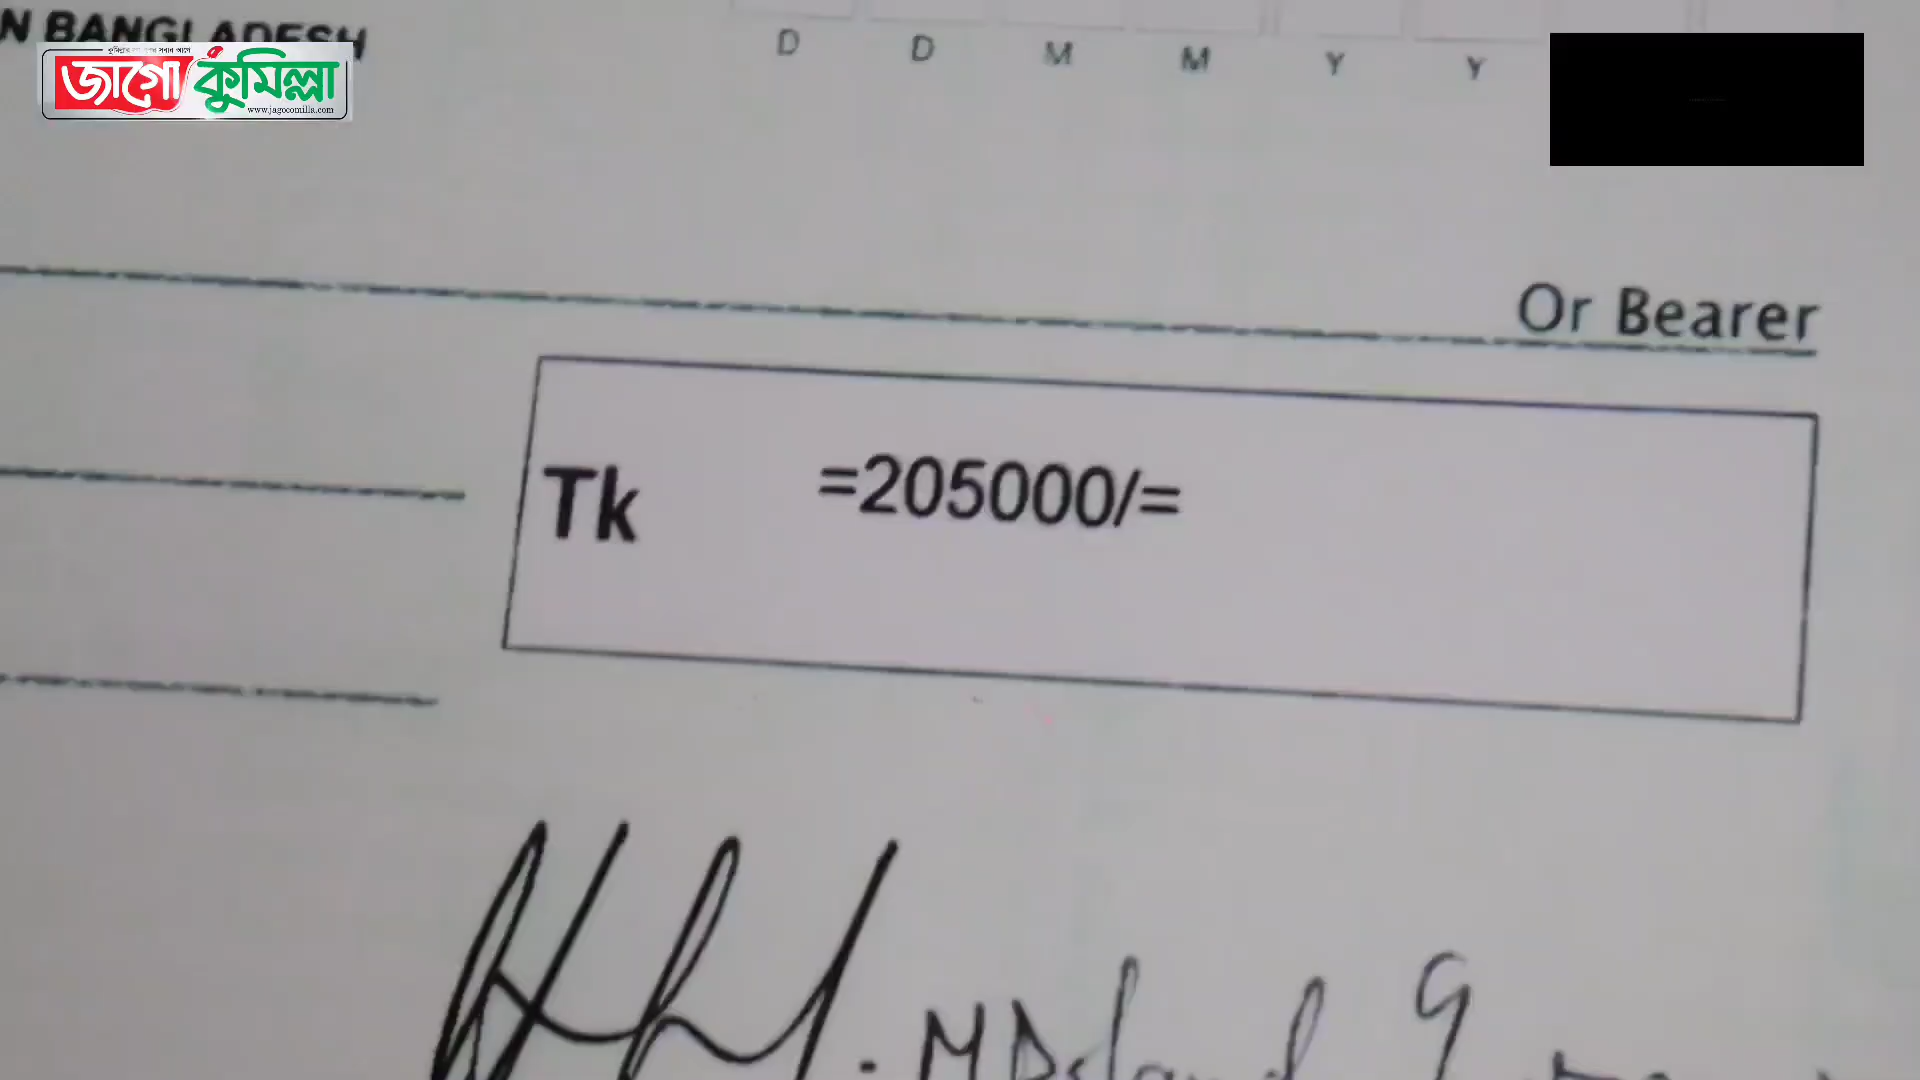 N BANGLADESH
জাগো কুমিল্লা
www.jagocomilla.com
D D M M Y Y
Or Bearer
Tk =205000/=